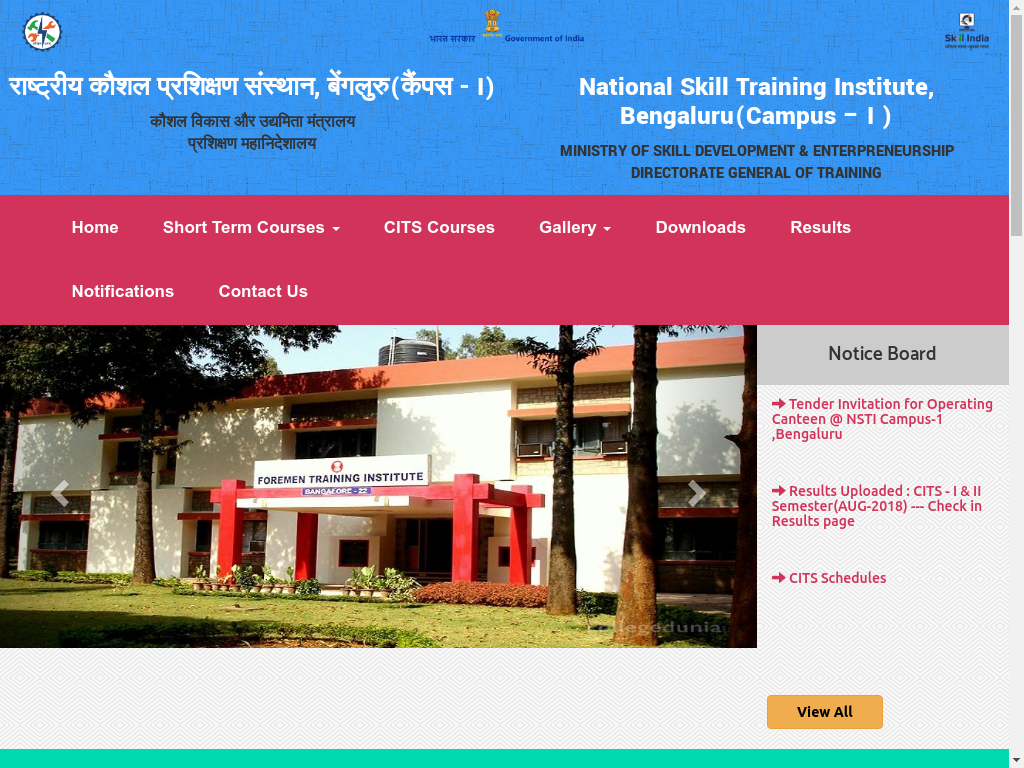 भारत सरकार Government of India
Skill India
राष्ट्रीय कौशल प्रशिक्षण संस्थान, बेंगलुरु(कैंपस - I)
कौशल विकास और उद्यमिता मंत्रालय
प्रशिक्षण महानिदेशालय
National Skill Training Institute,
Bengaluru(Campus – I )
MINISTRY OF SKILL DEVELOPMENT & ENTERPRENEURSHIP
DIRECTORATE GENERAL OF TRAINING
Home Short Term Courses CITS Courses Gallery Downloads Results
Notifications Contact Us
FOREMEN TRAINING INSTITUTE
BANGALORE - 22
collegedunia
Notice Board
Tender Invitation for Operating
Canteen @ NSTI Campus-1
,Bengaluru
Results Uploaded : CITS - I & II
Semester(AUG-2018) --- Check in
Results page
CITS Schedules
View All